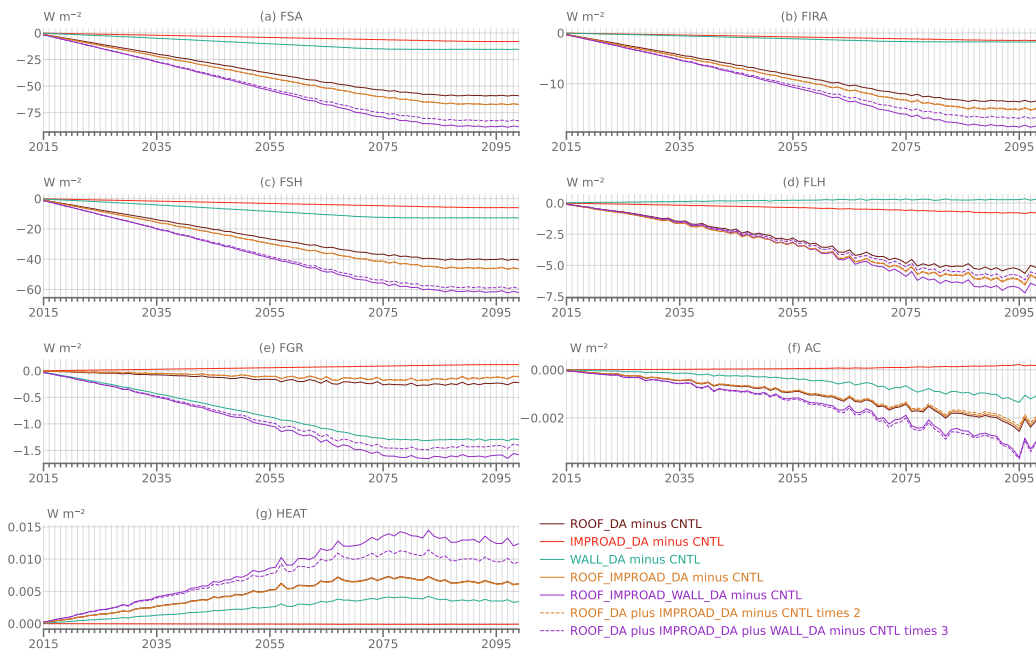 W m⁻²
(a) FSA
0
−25
−50
−75
2015
2035
2055
2075
2095
W m⁻²
(b) FIRA
0
−10
2015
2035
2055
2075
2095
W m⁻²
(c) FSH
0
−20
−40
−60
2015
2035
2055
2075
2095
W m⁻²
(d) FLH
0.0
−2.5
−5.0
−7.5
2015
2035
2055
2075
2095
W m⁻²
(e) FGR
0.0
−0.5
−1.0
−1.5
2015
2035
2055
2075
2095
W m⁻²
(f) AC
0.000
−0.002
2015
2035
2055
2075
2095
W m⁻²
(g) HEAT
0.015
0.010
0.005
0.000
2015
2035
2055
2075
2095
ROOF_DA minus CNTL
IMPROAD_DA minus CNTL
WALL_DA minus CNTL
ROOF_IMPROAD_DA minus CNTL
ROOF_IMPROAD_WALL_DA minus CNTL
ROOF_DA plus IMPROAD_DA minus CNTL times 2
ROOF_DA plus IMPROAD_DA plus WALL_DA minus CNTL times 3